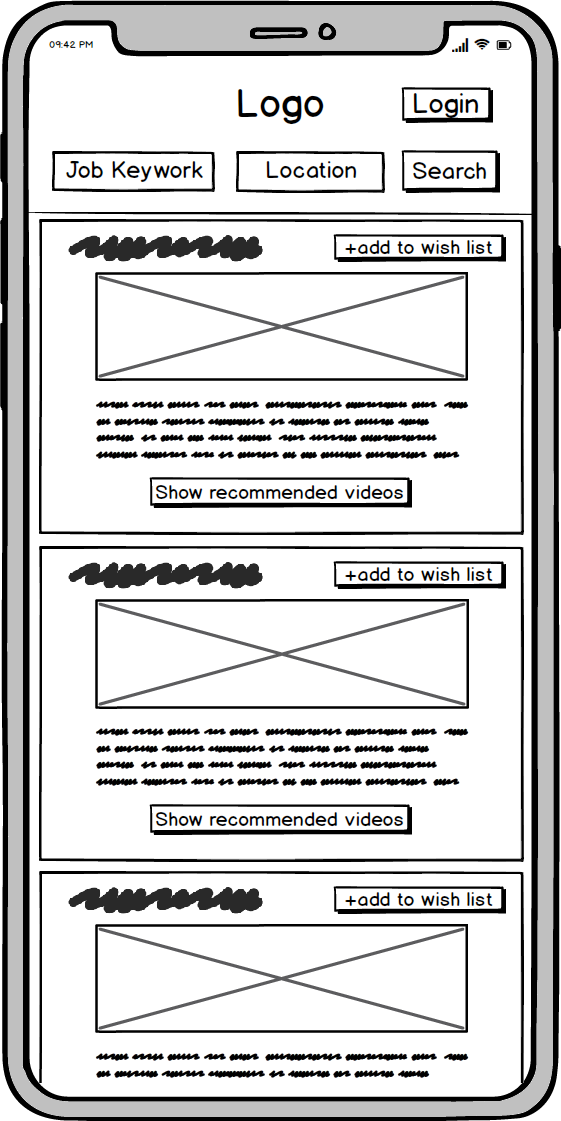 09:42 PM
Logo
Login
Job Keywork
Location
Search
+add to wish list
Show recommended videos
+add to wish list
Show recommended videos
+add to wish list